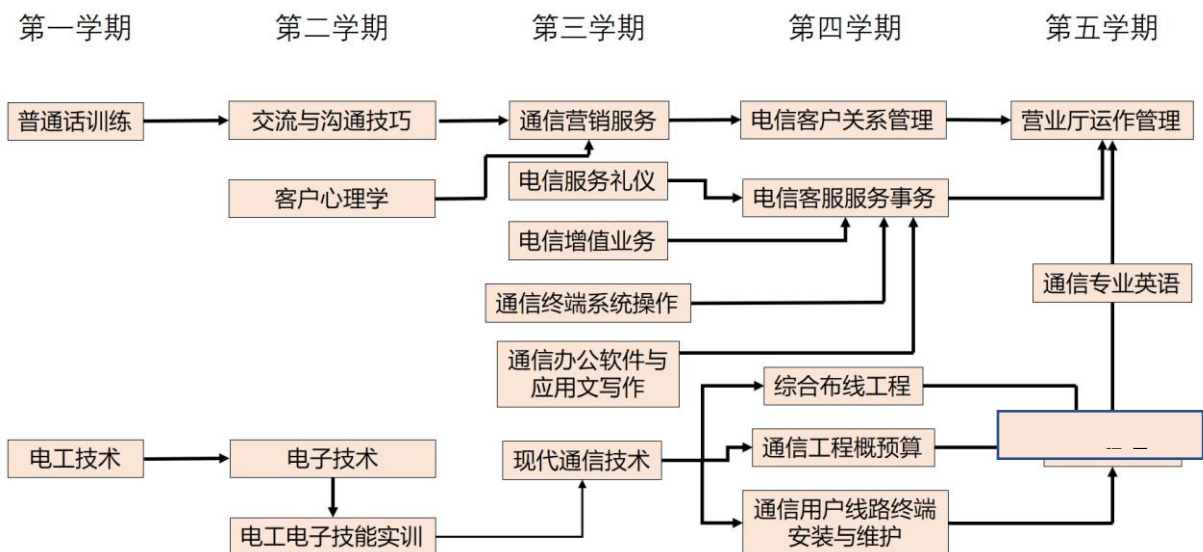 第一学期
第二学期
第三学期
第四学期
第五学期
普通话训练
交流与沟通技巧
通信营销服务
电信客户关系管理
营业厅运作管理
客户心理学
电信服务礼仪
电信客服服务事务
电信增值业务
通信专业英语
通信终端系统操作
通信办公软件与
应用文写作
综合布线工程
电工技术
电子技术
现代通信技术
通信工程概预算
电工电子技能实训
通信用户线路终端
安装与维护